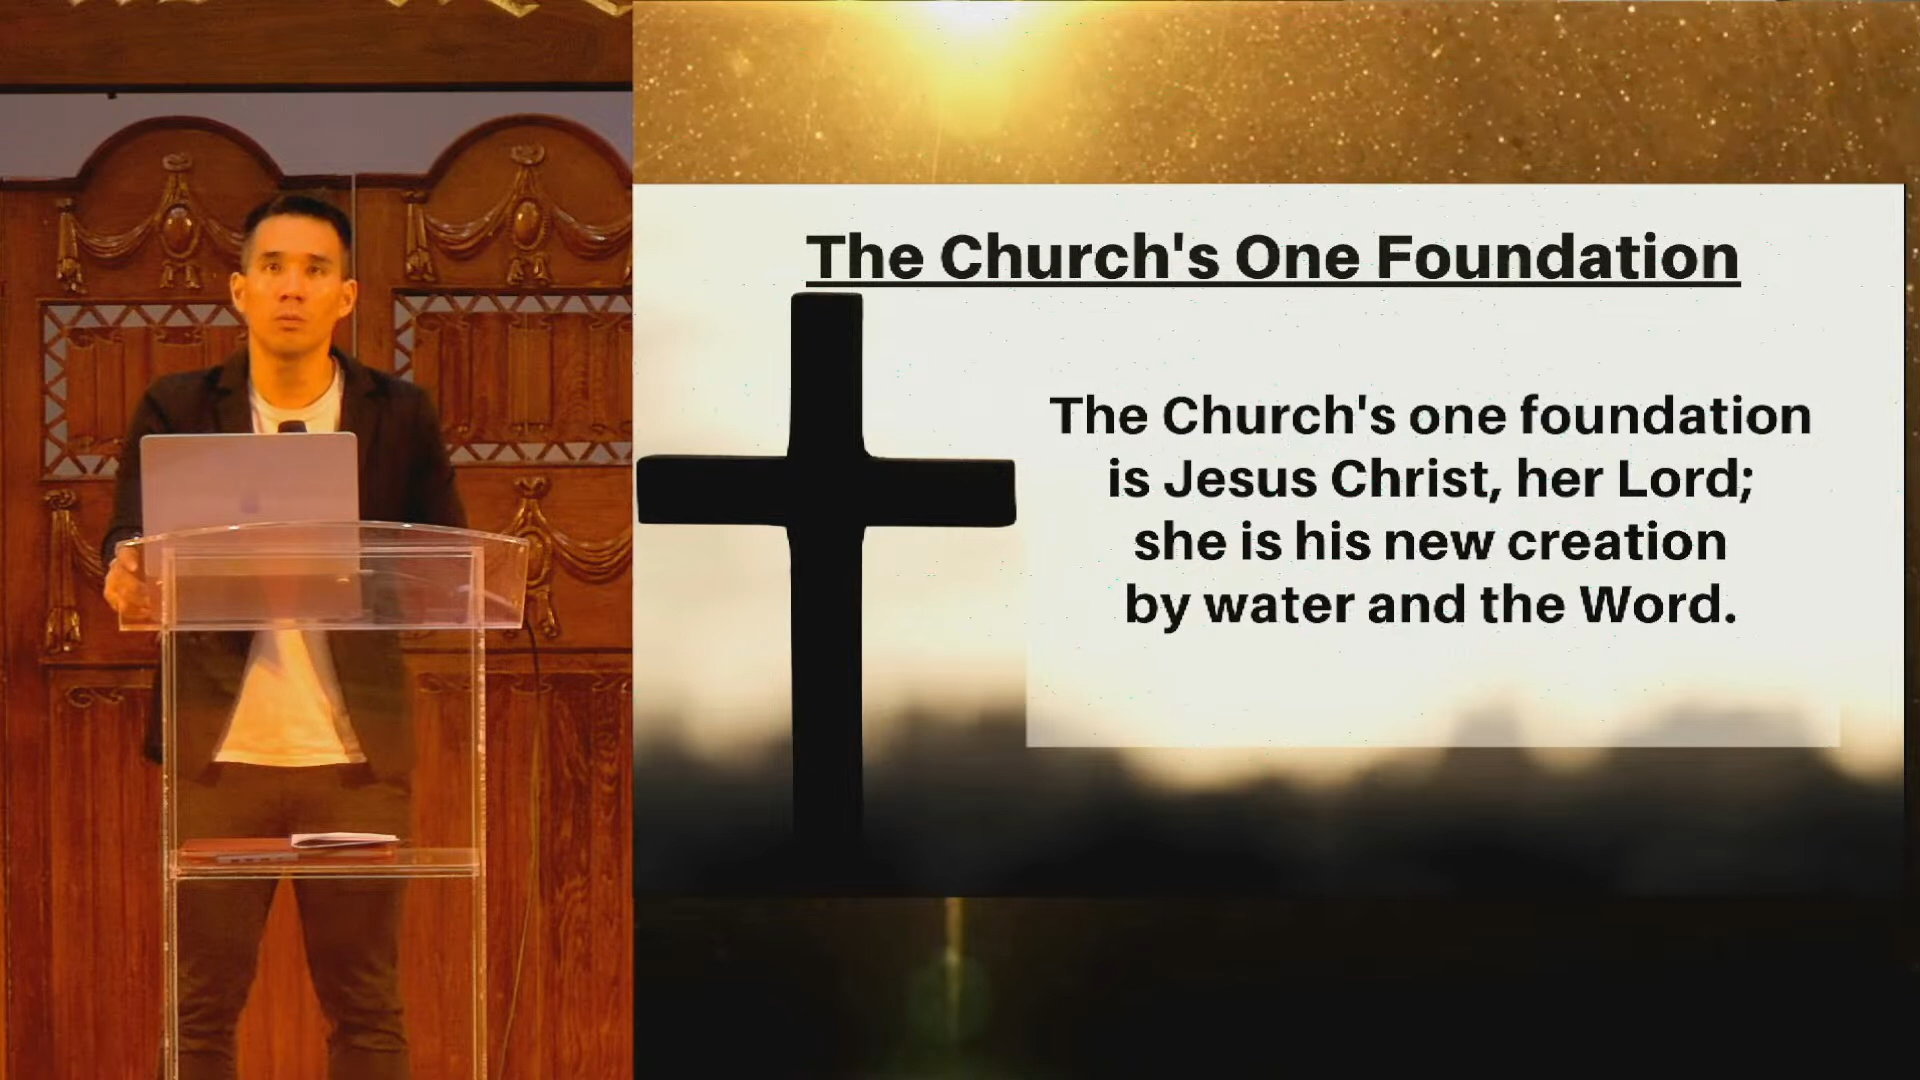 The Church's One Foundation
The Church's one foundation
is Jesus Christ, her Lord;
she is his new creation
by water and the Word.